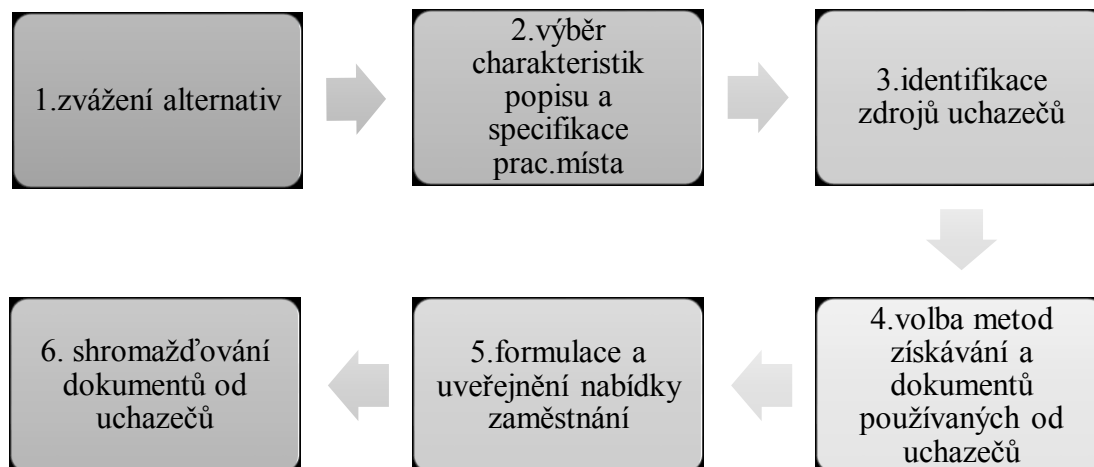 1.zvážení alternativ
2.výběr
charakteristik
popisu a
specifikace
prac.místa
3.identifikace
zdrojů uchazečů
4.volba metod
získávání a
dokumentů
používaných od
uchazečů
5.formulace a
uveřejnění nabídky
zaměstnání
6. shromažďování
dokumentů od
uchazečů